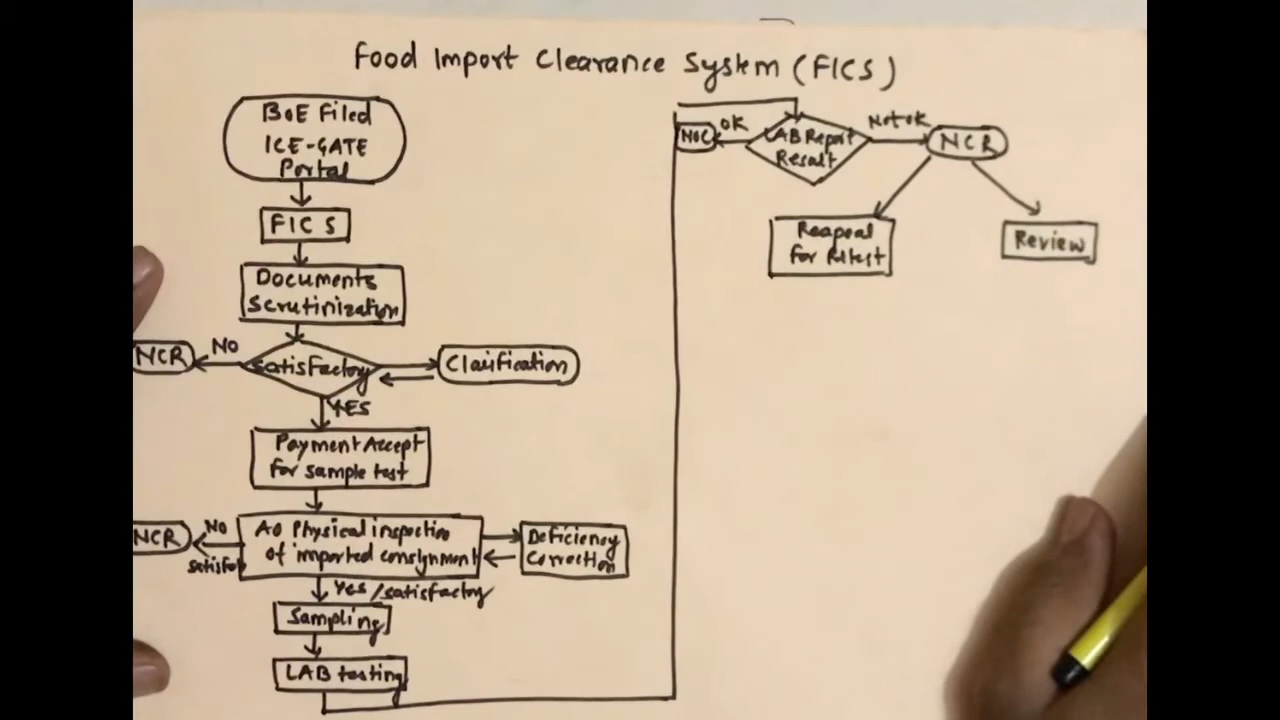 Food Import Clearance System (FICS)
BOE Filed
ICE-GATE
Portal
FICS
Documents
Scrutinization
NCR
NO
Satisfactory
Claification
YES
Payment Accept
For sample test
NCR
NO
satisfa
AO Physical inspection
of imported consignment
Deficiency
Correction
Yes/satisfactory
Sampling
LAB testing
NOC
OK
LAB Report
Result
Not ok
NCR
Reapeal
for Retest
Review